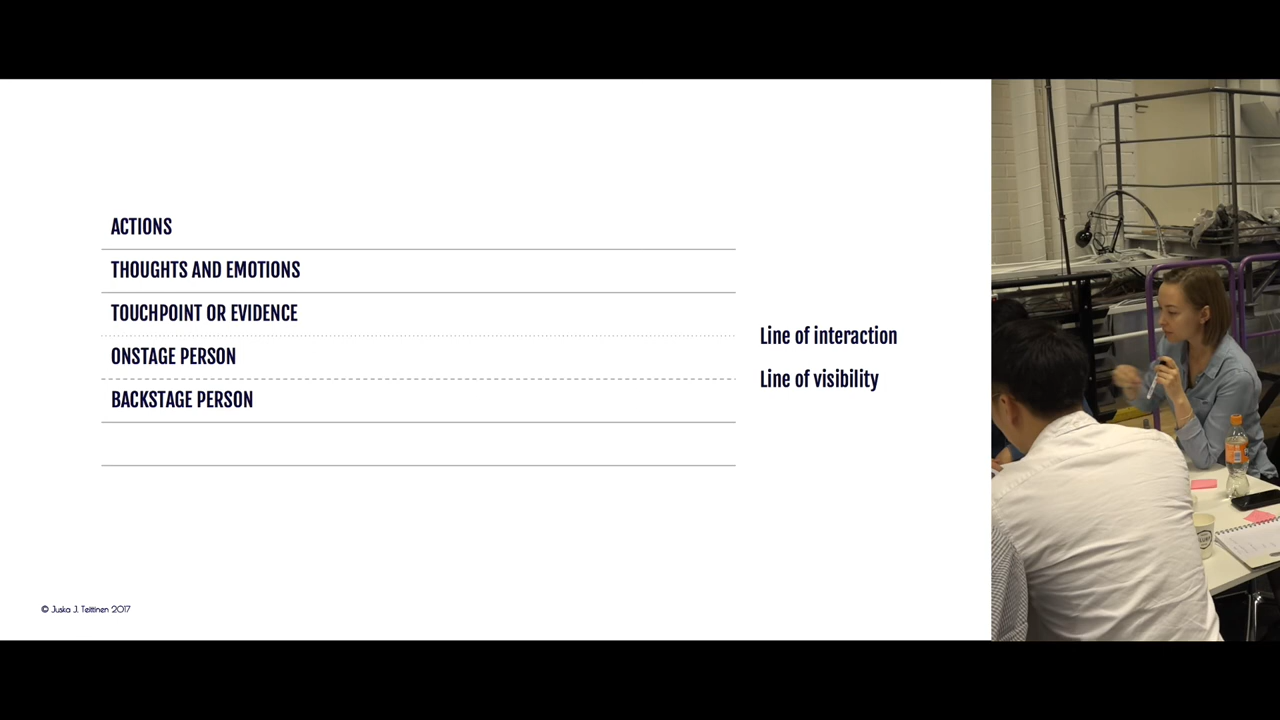 ACTIONS
THOUGHTS AND EMOTIONS
TOUCHPOINT OR EVIDENCE
Line of interaction
ONSTAGE PERSON
Line of visibility
BACKSTAGE PERSON
© Juska J. Teittinen 2017